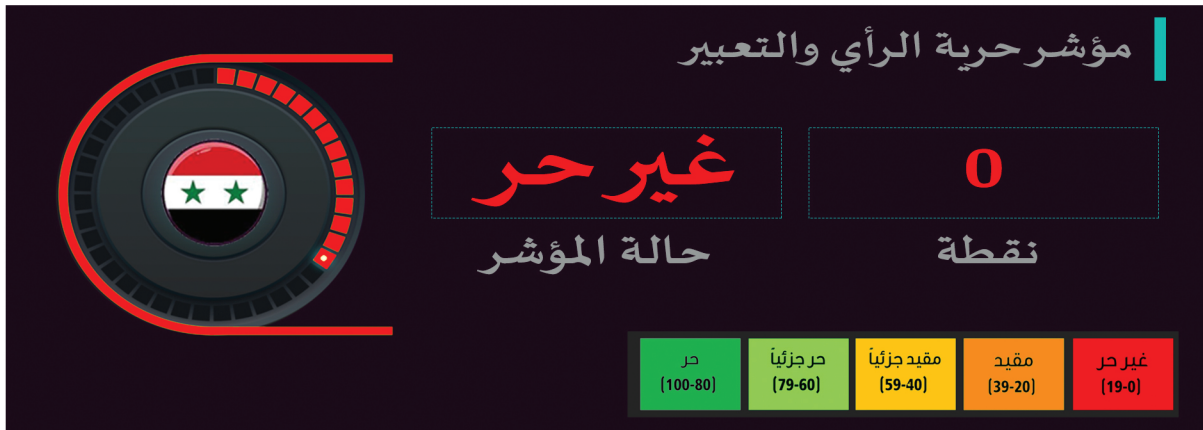 مؤشر حرية الرأي والتعبير
0
نقطة
غير حر
حالة المؤشر
غير حر
(19-0)
مقيد
(39-20)
مقيد جزئياً
(59-40)
حر جزئياً
(79-60)
حر
(100-80)